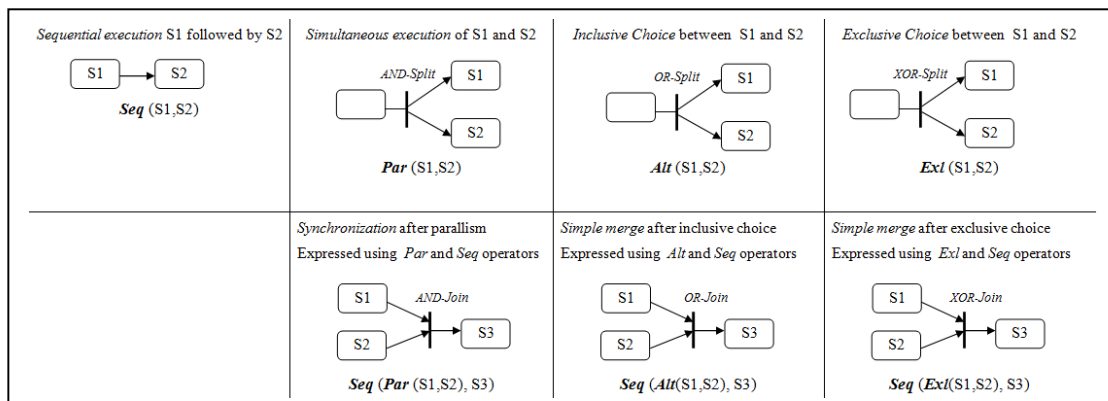 Sequential execution S1 followed by S2
S1
S2
Seq (S1,S2)
Simultaneous execution of S1 and S2
AND-Split
S1
S2
Par (S1,S2)
Inclusive Choice between S1 and S2
OR-Split
S1
S2
Alt (S1,S2)
Exclusive Choice between S1 and S2
XOR-Split
S1
S2
Exl (S1,S2)
Synchronization after parallism
Expressed using Par and Seq operators
S1
AND-Join
S2
S3
Seq (Par (S1,S2), S3)
Simple merge after inclusive choice
Expressed using Alt and Seq operators
S1
OR-Join
S2
S3
Seq (Alt(S1,S2), S3)
Simple merge after exclusive choice
Expressed using Exl and Seq operators
S1
XOR-Join
S2
S3
Seq (Exl(S1,S2), S3)